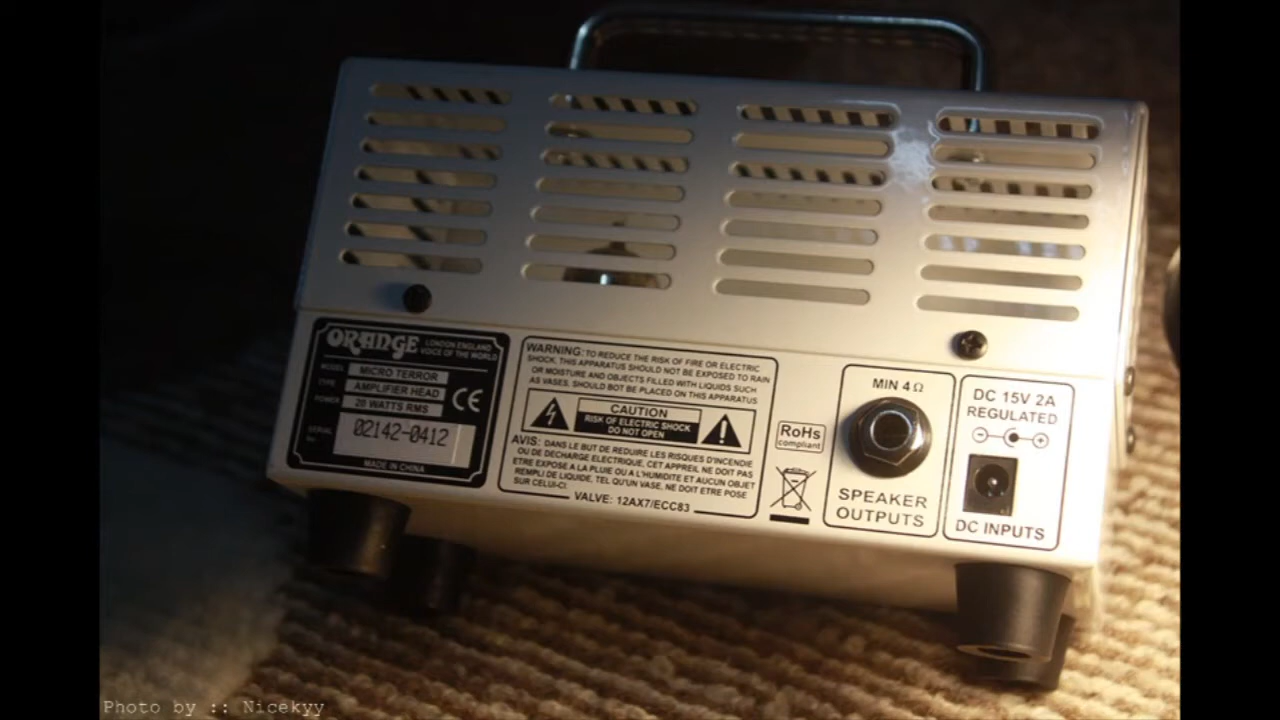 ORANGE
LONDON ENGLAND
VOICE OF THE WORLD
MODEL MICRO TERROR
TYPE AMPLIFIER HEAD
POWER 20 WATTS RMS
SERIAL No 02142-0412
CE
MADE IN CHINA
WARNING: TO REDUCE THE RISK OF FIRE OR ELECTRIC
SHOCK, THIS APPARATUS SHOULD NOT BE EXPOSED TO RAIN
OR MOISTURE AND OBJECTS FILLED WITH LIQUIDS SUCH
AS VASES, SHOULD BOT BE PLACED ON THIS APPARATUS
CAUTION
RISK OF ELECTRIC SHOCK
DO NOT OPEN
AVIS: DANS LE BUT DE REDUIRE LES RISQUES D'INCENDIE
OU DE DECHARGE ELECTRIQUE, CET APPREIL NE DOIT PAS
ETRE EXPOSE A LA PLUIE OU A L'HUMIDITE ET AUCUN OBJET
REMPLI DE LIQUIDE, TEL QU'UN VASE, NE DOIT ETRE POSE
SUR CELUI-CI.
VALVE: 12AX7/ECC83
RoHs
compliant
MIN 4Ω
SPEAKER
OUTPUTS
DC 15V 2A
REGULATED
DC INPUTS
Photo by :: Nicekyy